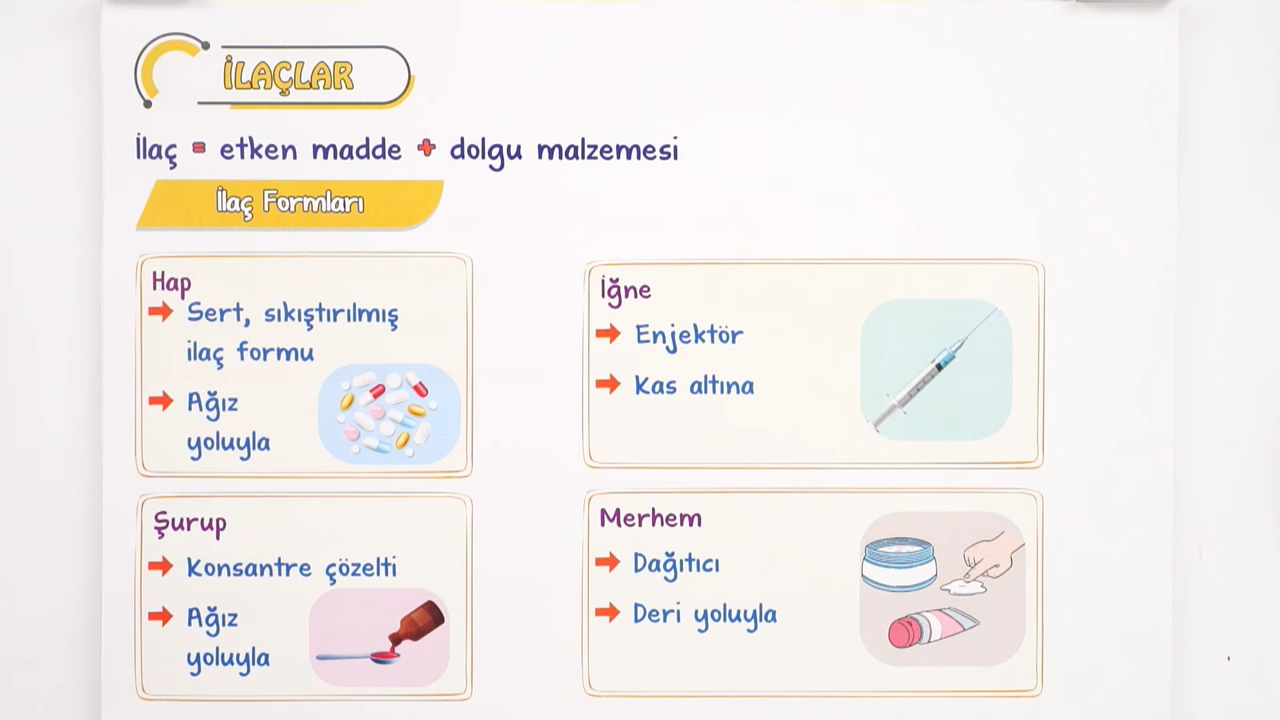 İLAÇLAR
İlaç = etken madde + dolgu malzemesi
İlaç Formları
Hap
➡ Sert, sıkıştırılmış
ilaç formu
➡ Ağız
yoluyla
Şurup
➡ Konsantre çözelti
➡ Ağız
yoluyla
İğne
➡ Enjektör
➡ Kas altına
Merhem
➡ Dağıtıcı
➡ Deri yoluyla